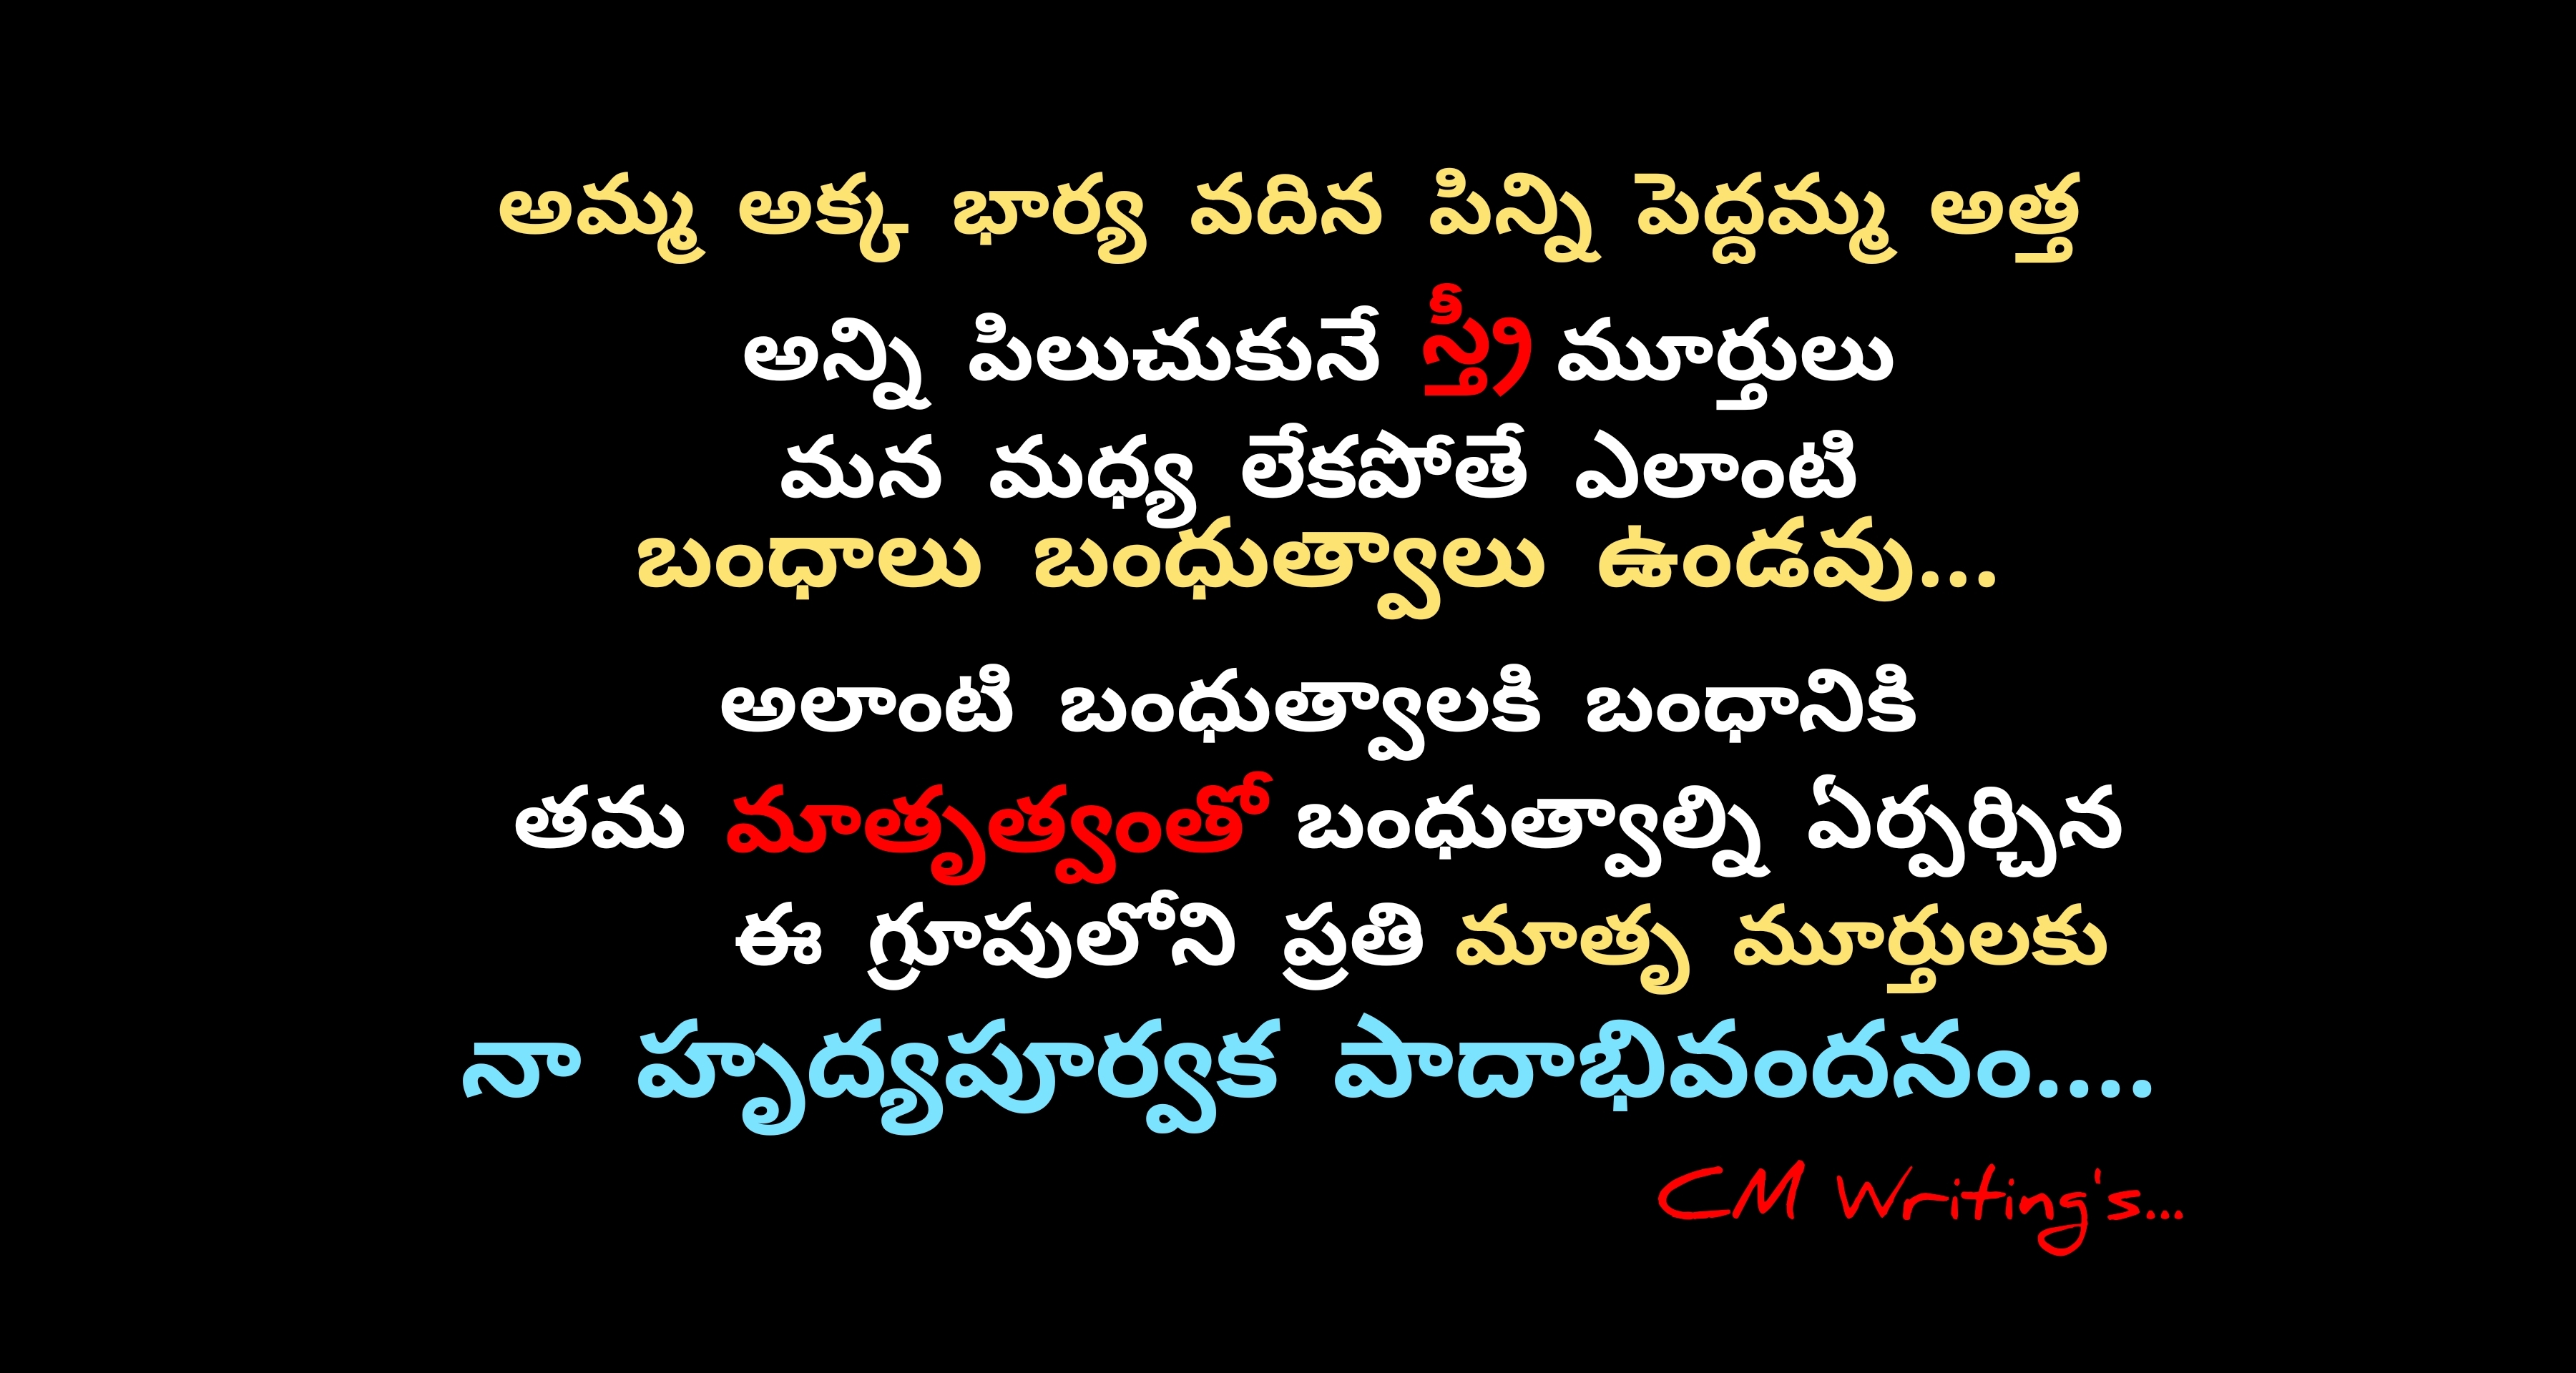 అమ్మ అక్క భార్య వదిన పిన్ని పెద్దమ్మ అత్త
అన్ని పిలుచుకునే స్త్రీ మూర్తులు
మన మధ్య లేకపోతే ఎలాంటి
బంధాలు బంధుత్వాలు ఉండవు...
అలాంటి బంధుత్వాలకి బంధానికి
తమ మాతృత్వంతో బంధుత్వాల్ని ఏర్పర్చిన
ఈ గ్రూపులోని ప్రతి మాతృ మూర్తులకు
నా హృద్యపూర్వక పాదాభివందనం....
CM Writing's...